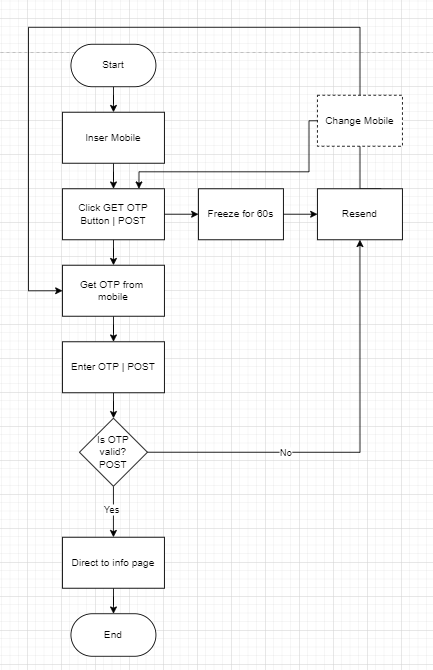 Start
Change Mobile
Inser Mobile
Click GET OTP
Button | POST
Freeze for 60s
Resend
Get OTP from
mobile
Enter OTP | POST
Is OTP
valid?
POST
No
Yes
Direct to info page
End